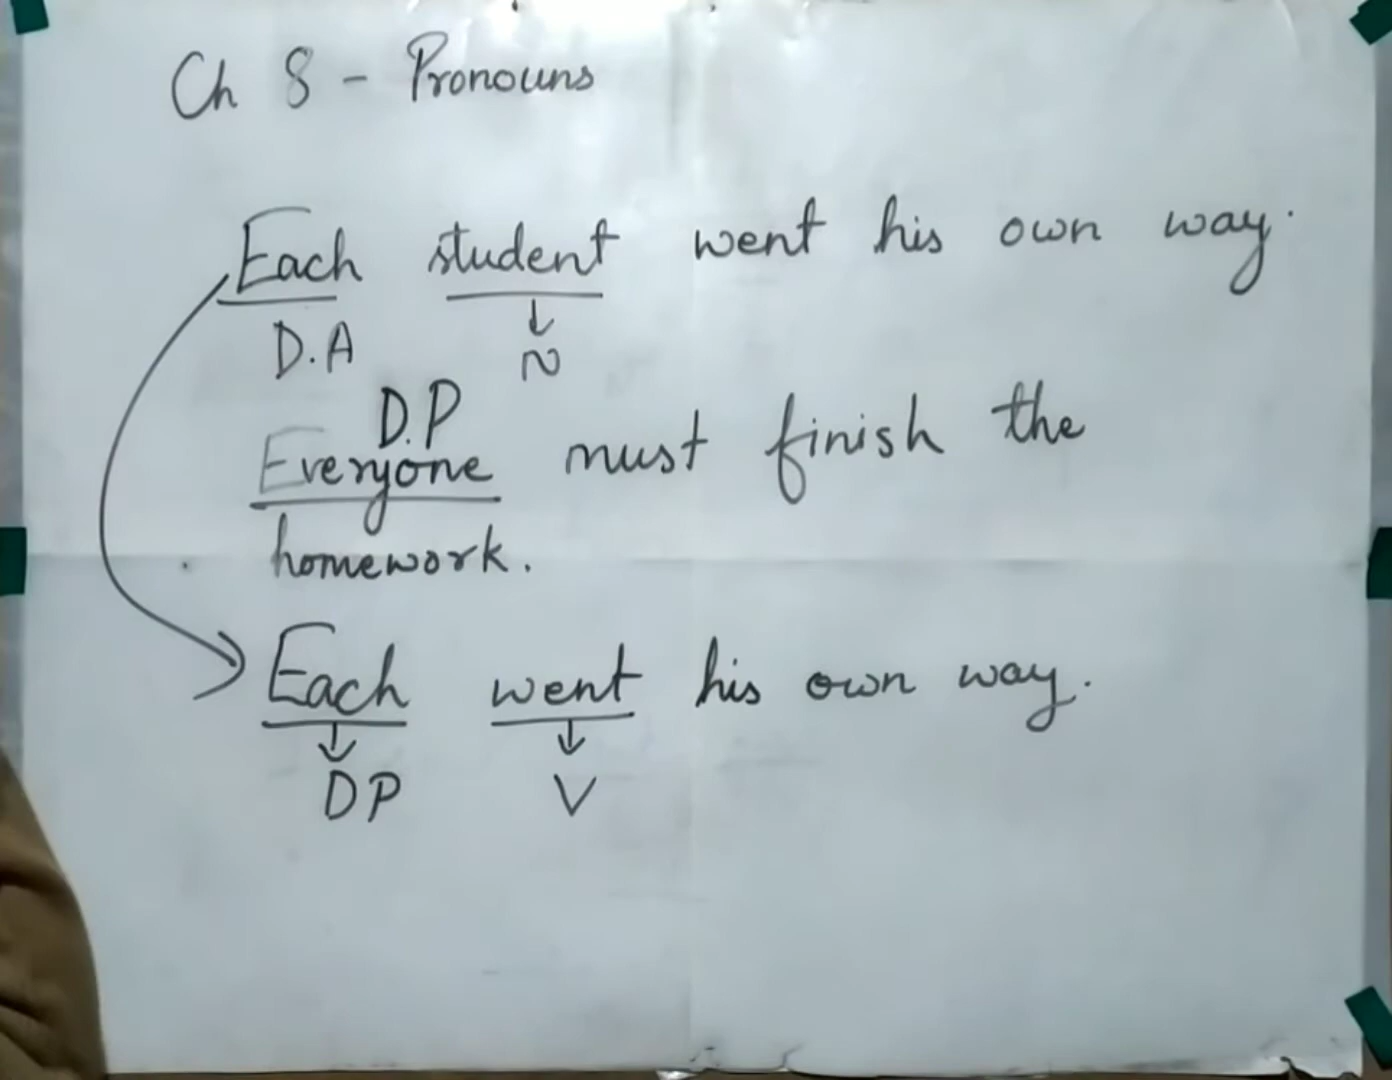 Ch 8 - Pronouns
Each student went his own way.
D.A N
D.P
Everyone must finish the
homework.
Each went his own way.
DP V